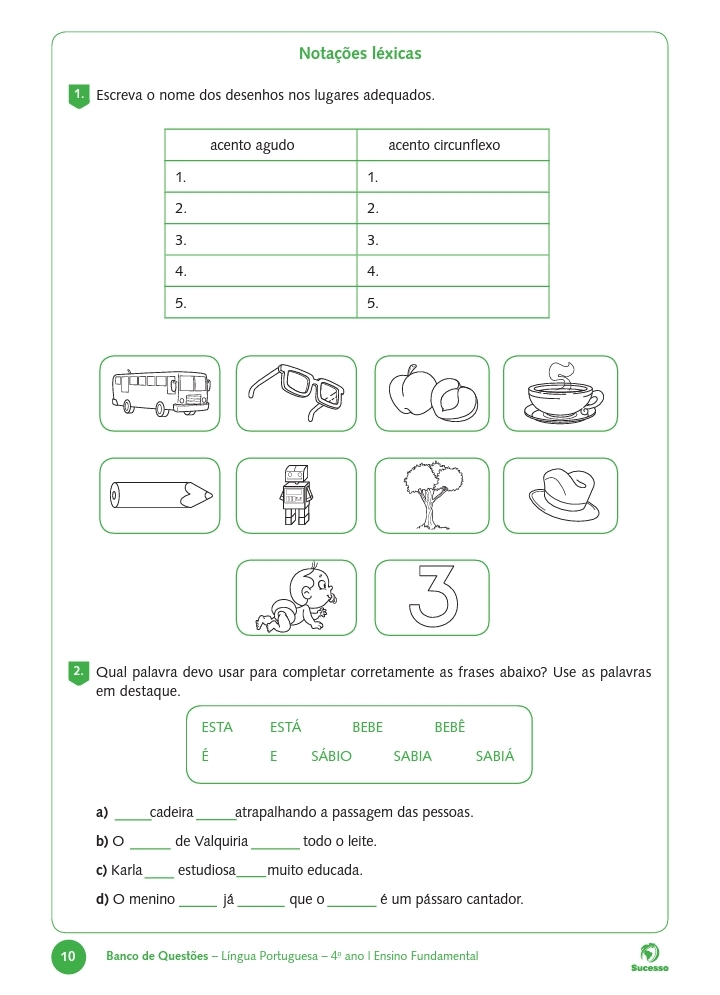 Notações léxicas
1. Escreva o nome dos desenhos nos lugares adequados.
acento agudo acento circunflexo
1. 1.
2. 2.
3. 3.
4. 4.
5. 5.
3
2. Qual palavra devo usar para completar corretamente as frases abaixo? Use as palavras
em destaque.
ESTA ESTÁ BEBE BEBÊ
É E SÁBIO SABIA SABIÁ
a) _____cadeira _____atrapalhando a passagem das pessoas.
b) O _____ de Valquiria ______ todo o leite.
c) Karla____ estudiosa____muito educada.
d) O menino _____ já ______ que o ______ é um pássaro cantador.
10 Banco de Questões – Língua Portuguesa – 4º ano I Ensino Fundamental
Sucesso